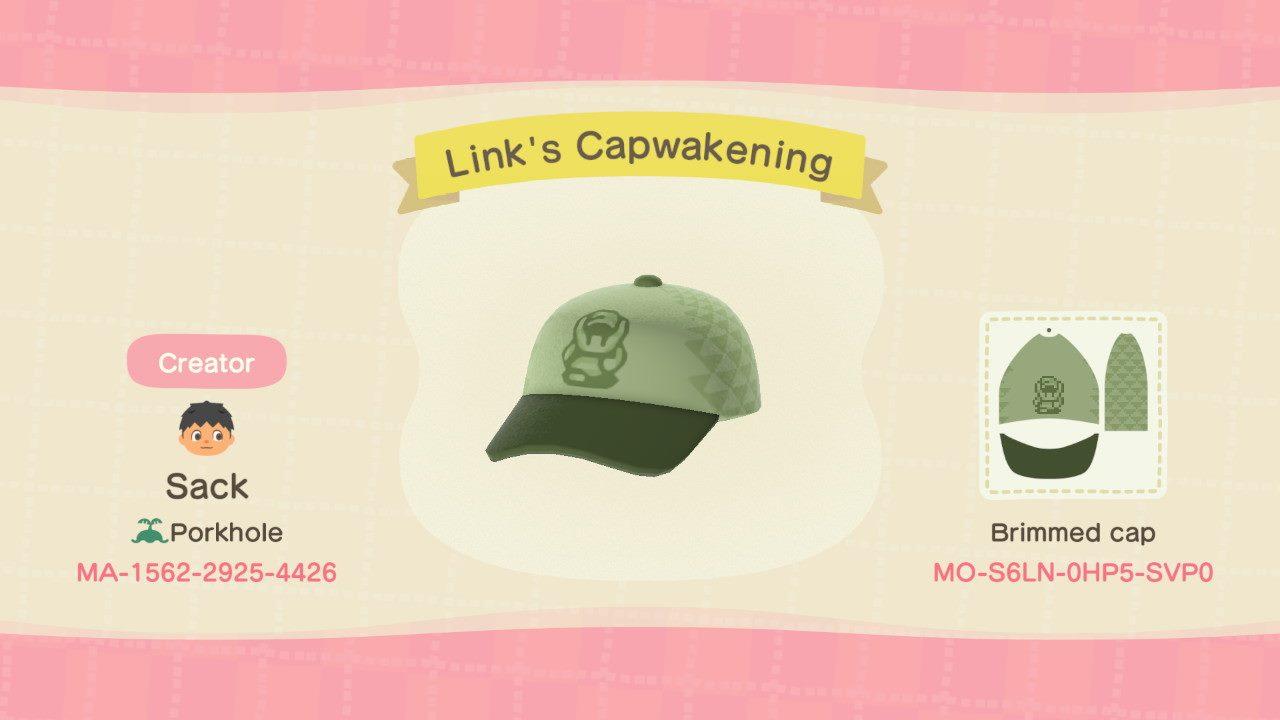 Link's Capwakening
Creator
Sack
Porkhole
MA-1562-2925-4426
Brimmed cap
MO-S6LN-0HP5-SVP0